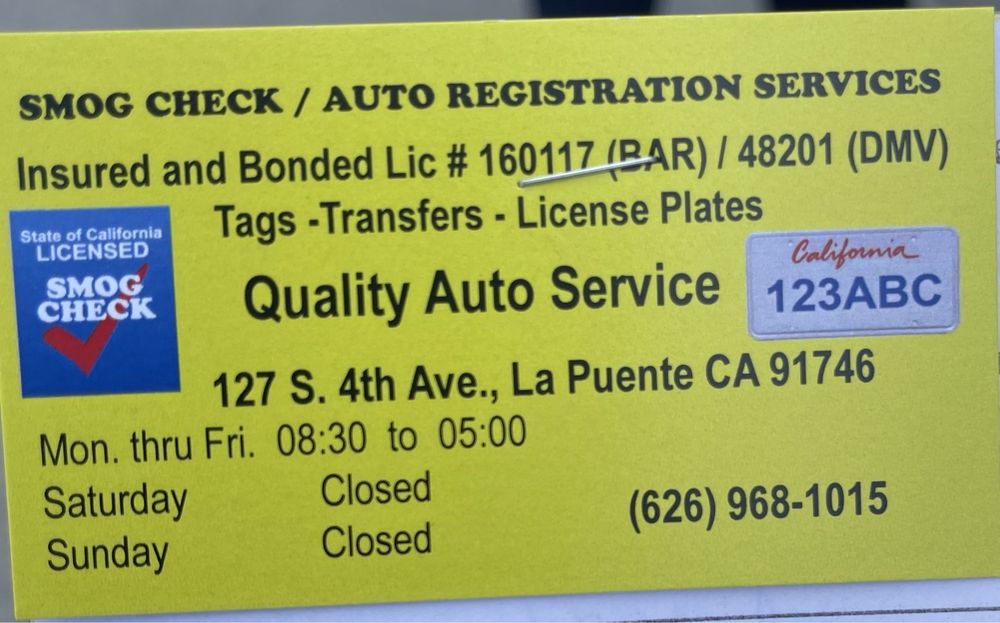 SMOG CHECK / AUTO REGISTRATION SERVICES
Insured and Bonded Lic # 160117 (BAR) / 48201 (DMV)
Tags -Transfers - License Plates
State of California
LICENSED
SMOG
CHECK
Quality Auto Service
California
123ABC
127 S. 4th Ave., La Puente CA 91746
Mon. thru Fri. 08:30 to 05:00
Saturday Closed
Sunday Closed
(626) 968-1015